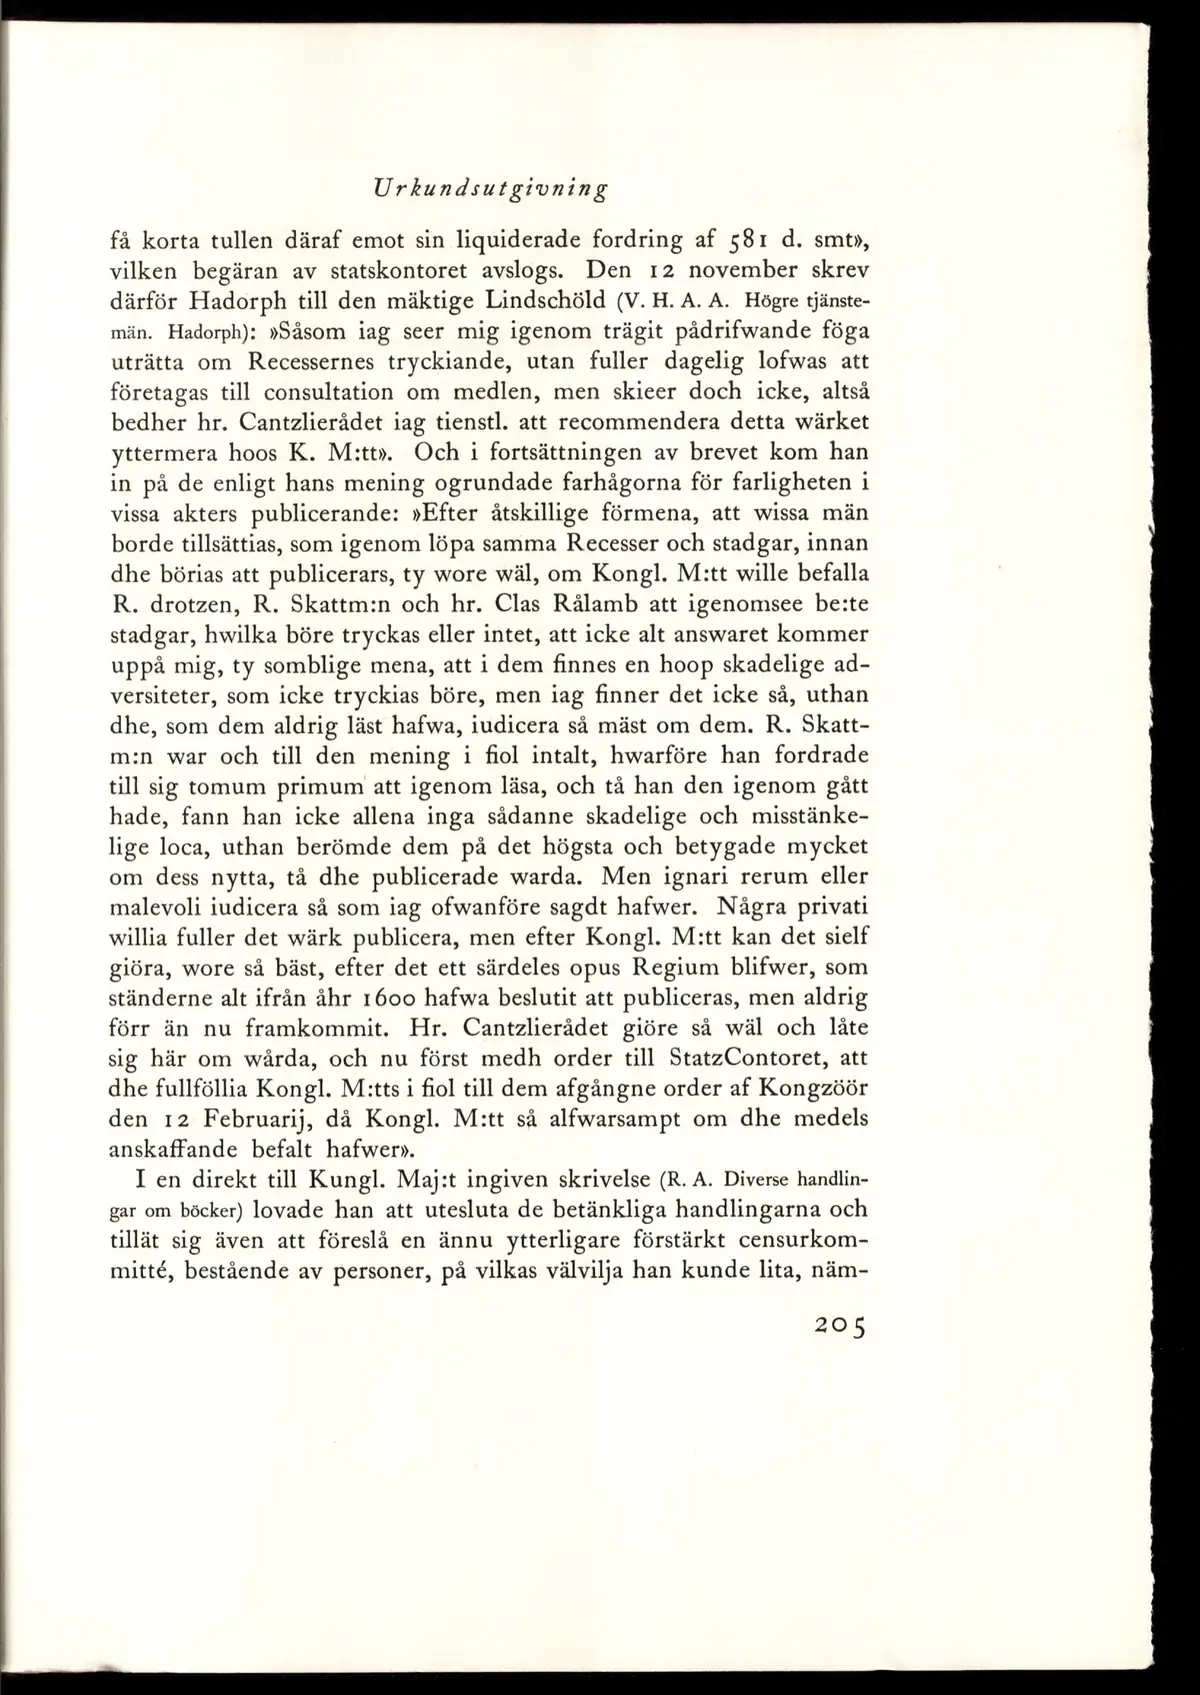 Urkundsutgivning
få korta tullen däraf emot sin liquiderade fordring af 581 d. smt»,
vilken begäran av statskontoret avslogs. Den 12 november skrev
därför Hadorph till den mäktige Lindschöld (V. H. A. A. Högre tjänste-
män. Hadorph): »Såsom iag seer mig igenom trägit pådrifwande föga
uträtta om Recessernes tryckiande, utan fuller dagelig lofwas att
företagas till consultation om medlen, men skieer doch icke, altså
bedher hr. Cantzlierådet iag tienstl. att recommendera detta wärket
yttermera hoos K. M:tt». Och i fortsättningen av brevet kom han
in på de enligt hans mening ogrundade farhågorna för farligheten i
vissa akters publicerande: »Efter åtskillige förmena, att wissa män
borde tillsättias, som igenom löpa samma Recesser och stadgar, innan
dhe börias att publicerars, ty wore wäl, om Kongl. M:tt wille befalla
R. drotzen, R. Skattm:n och hr. Clas Rålamb att igenomsee be:te
stadgar, hwilka böre tryckas eller intet, att icke alt answaret kommer
uppå mig, ty somblige mena, att i dem finnes en hoop skadelige ad-
versiteter, som icke tryckias böre, men iag finner det icke så, uthan
dhe, som dem aldrig läst hafwa, iudicera så mäst om dem. R. Skatt-
m:n war och till den mening i fiol intalt, hwarföre han fordrade
till sig tomum primum att igenom läsa, och tå han den igenom gått
hade, fann han icke allena inga sådanne skadelige och misstänke-
lige loca, uthan berömde dem på det högsta och betygade mycket
om dess nytta, tå dhe publicerade warda. Men ignari rerum eller
malevoli iudicera så som iag ofwanföre sagdt hafwer. Några privati
willia fuller det wärk publicera, men efter Kongl. M:tt kan det sielf
giöra, wore så bäst, efter det ett särdeles opus Regium blifwer, som
ständerne alt ifrån åhr 1600 hafwa beslutit att publiceras, men aldrig
förr än nu framkommit. Hr. Cantzlierådet giöre så wäl och låte
sig här om wårda, och nu först medh order till StatzContoret, att
dhe fullföllia Kongl. M:tts i fiol till dem afgångne order af Kongzöör
den 12 Februarij, då Kongl. M:tt så alfwarsampt om dhe medels
anskaffande befalt hafwer».
I en direkt till Kungl. Maj:t ingiven skrivelse (R. A. Diverse handlin-
gar om böcker) lovade han att utesluta de betänkliga handlingarna och
tillät sig även att föreslå en ännu ytterligare förstärkt censurkom-
mitté, bestående av personer, på vilkas välvilja han kunde lita, näm-
205